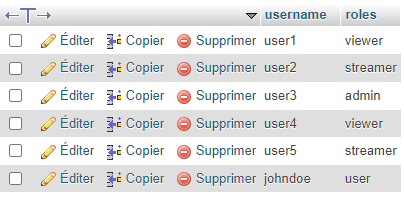 username roles
Éditer Copier Supprimer user1 viewer
Éditer Copier Supprimer user2 streamer
Éditer Copier Supprimer user3 admin
Éditer Copier Supprimer user4 viewer
Éditer Copier Supprimer user5 streamer
Éditer Copier Supprimer johndoe user